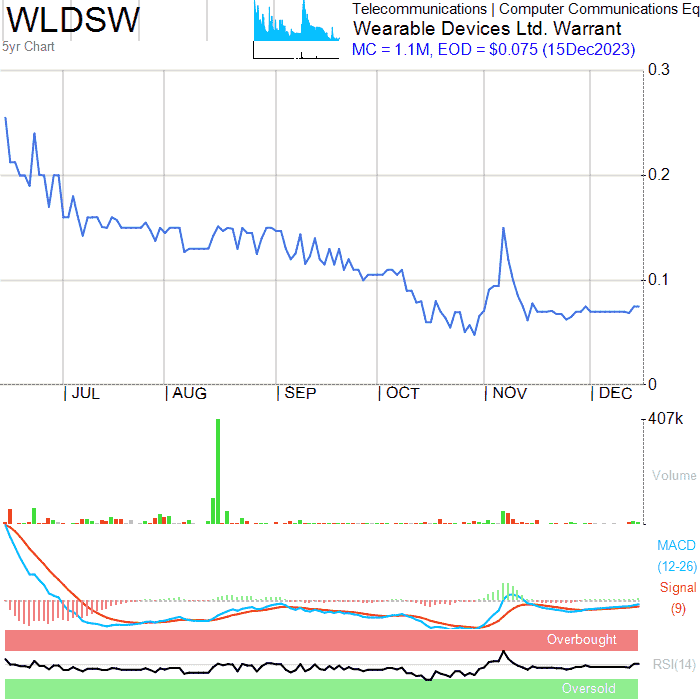 WLDSW
5yr Chart
Telecommunications | Computer Communications Eq
Wearable Devices Ltd. Warrant
MC = 1.1M, EOD = $0.075 (15Dec2023)
0.3
0.2
0.1
0
JUL AUG SEP OCT NOV DEC
407k
Volume
MACD
(12-26)
Signal
(9)
Overbought
RSI(14)
Oversold